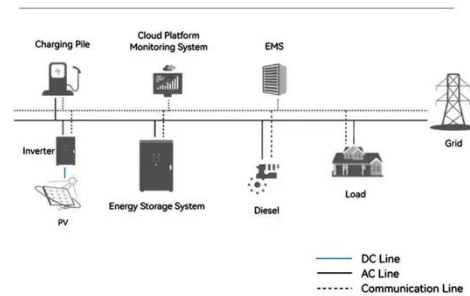 Charging Pile
Cloud Platform
Monitoring System
EMS
Grid
Inverter
PV
Energy Storage System
Diesel
Load
DC Line
AC Line
Communication Line